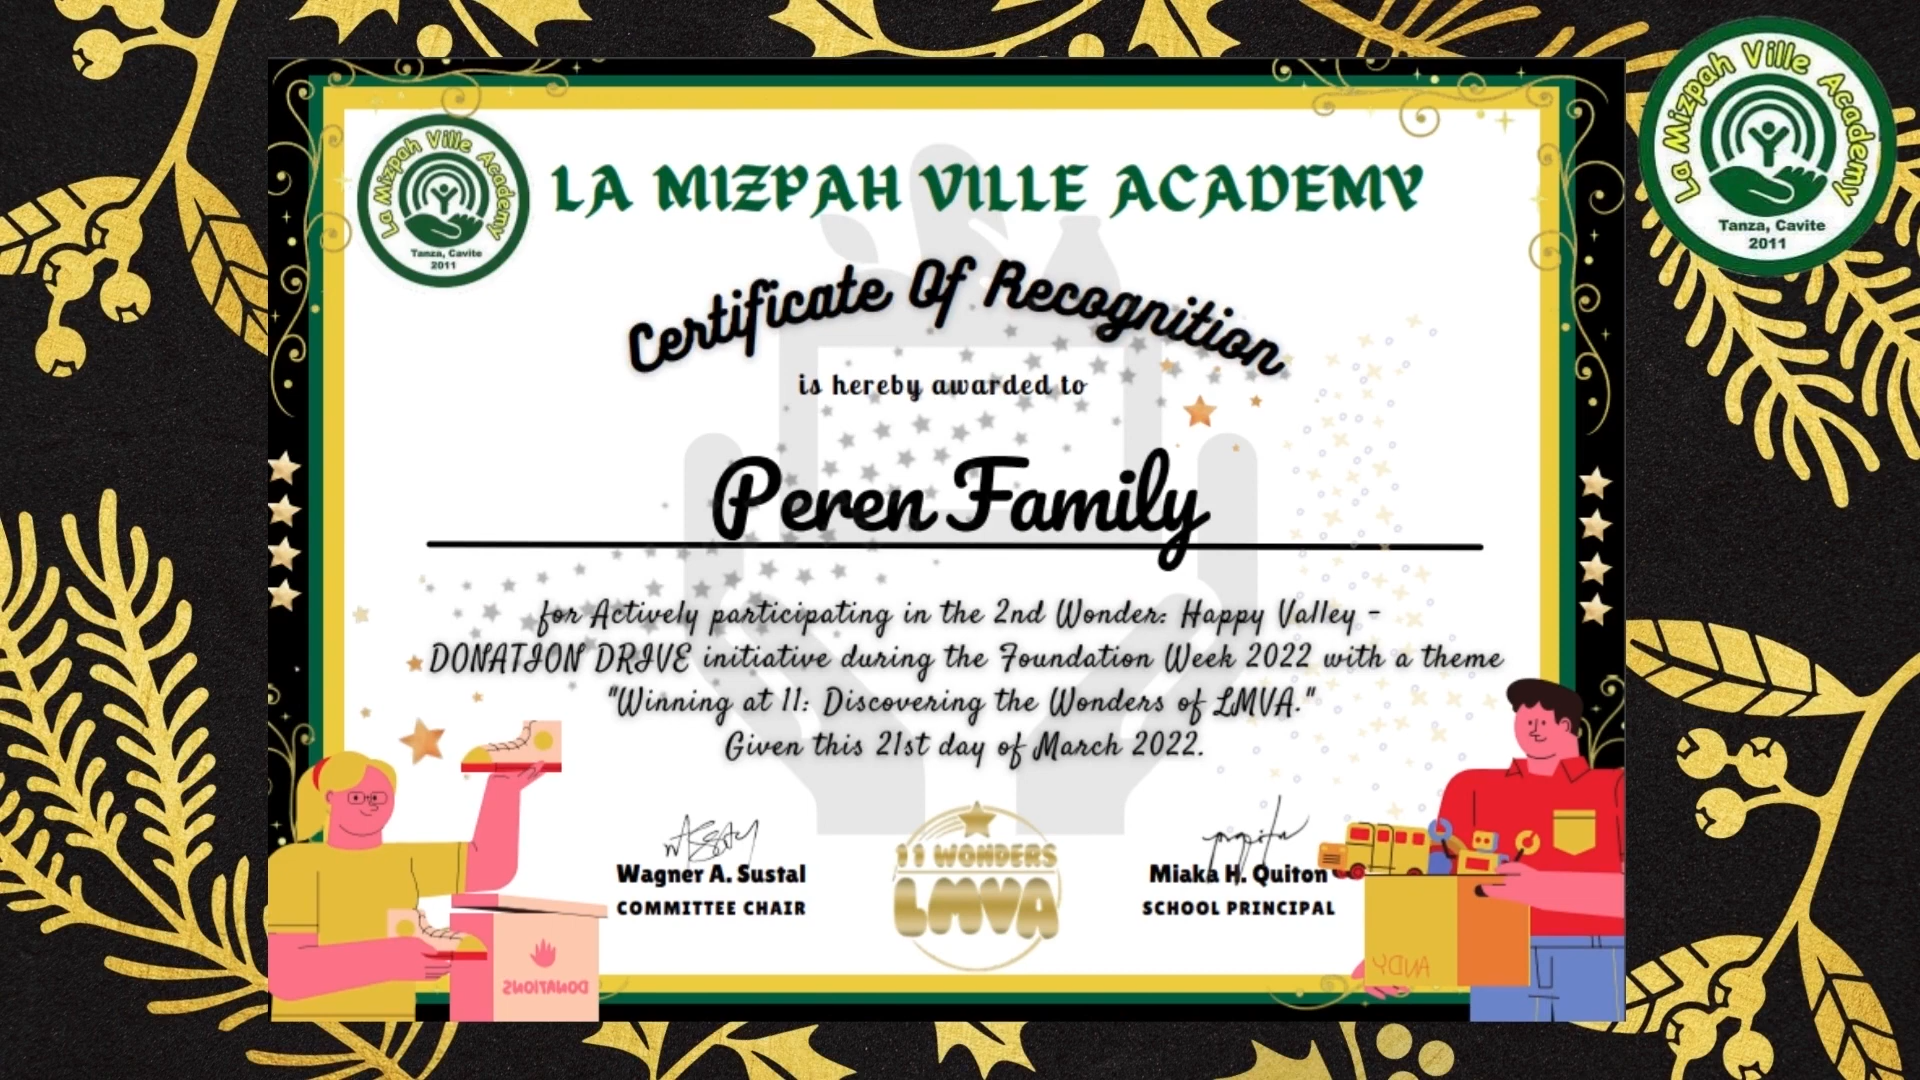 La Mizpah Ville Academy
Tanza, Cavite
2011
La Mizpah Ville Academy
Tanza, Cavite
2011
LA MIZPAH VILLE ACADEMY
Certificate Of Recognition
is hereby awarded to
Peren Family
for Actively participating in the 2nd Wonder: Happy Valley -
DONATION DRIVE initiative during the Foundation Week 2022 with a theme
"Winning at 11: Discovering the Wonders of LMVA."
Given this 21st day of March 2022.
Wagner A. Sustal
COMMITTEE CHAIR
11 WONDERS
LMVA
Miaka H. Quiton
SCHOOL PRINCIPAL
DONATIONS
ANDY